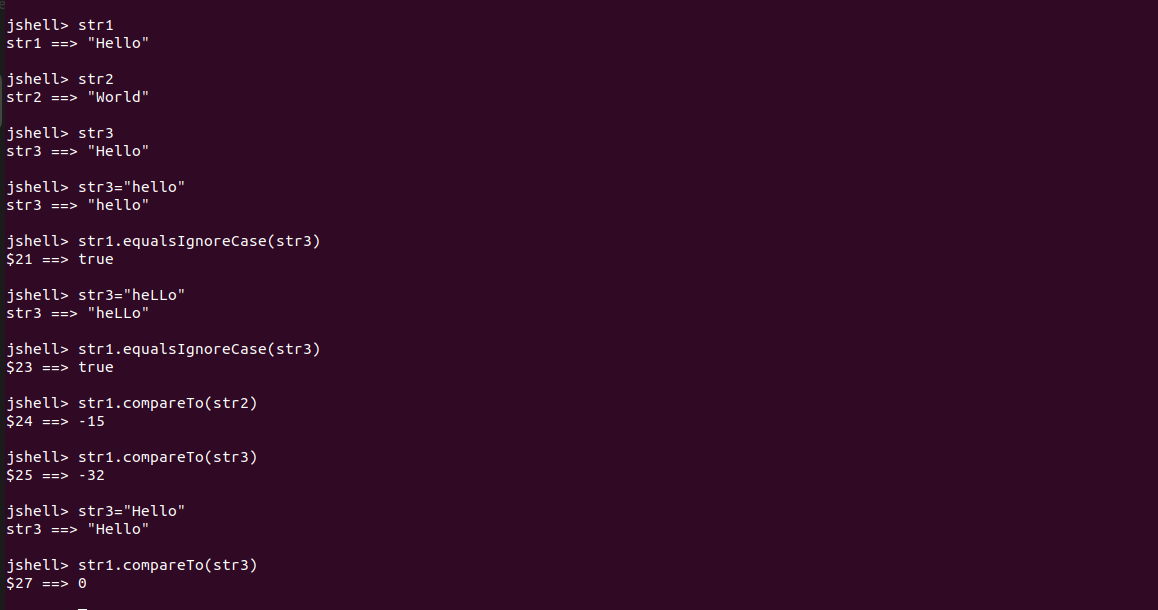 jshell> str1
str1 ==> "Hello"
jshell> str2
str2 ==> "World"
jshell> str3
str3 ==> "Hello"
jshell> str3="hello"
str3 ==> "hello"
jshell> str1.equalsIgnoreCase(str3)
$21 ==> true
jshell> str3="heLLo"
str3 ==> "heLLo"
jshell> str1.equalsIgnoreCase(str3)
$23 ==> true
jshell> str1.compareTo(str2)
$24 ==> -15
jshell> str1.compareTo(str3)
$25 ==> -32
jshell> str3="Hello"
str3 ==> "Hello"
jshell> str1.compareTo(str3)
$27 ==> 0